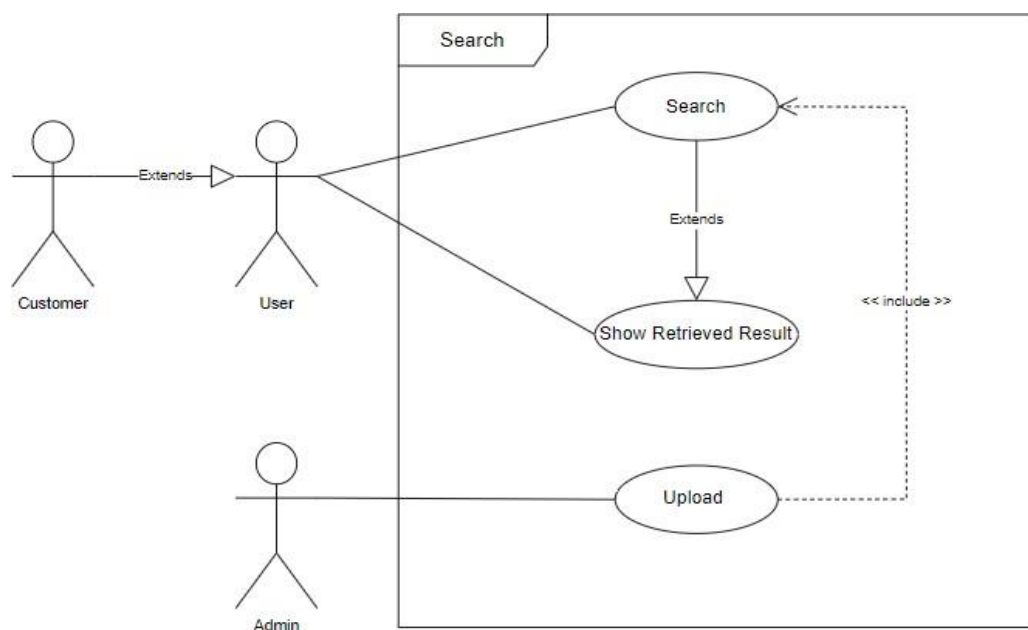 Search
Search
Extends
Customer
User
Extends
<< include >>
Show Retrieved Result
Upload
Admin